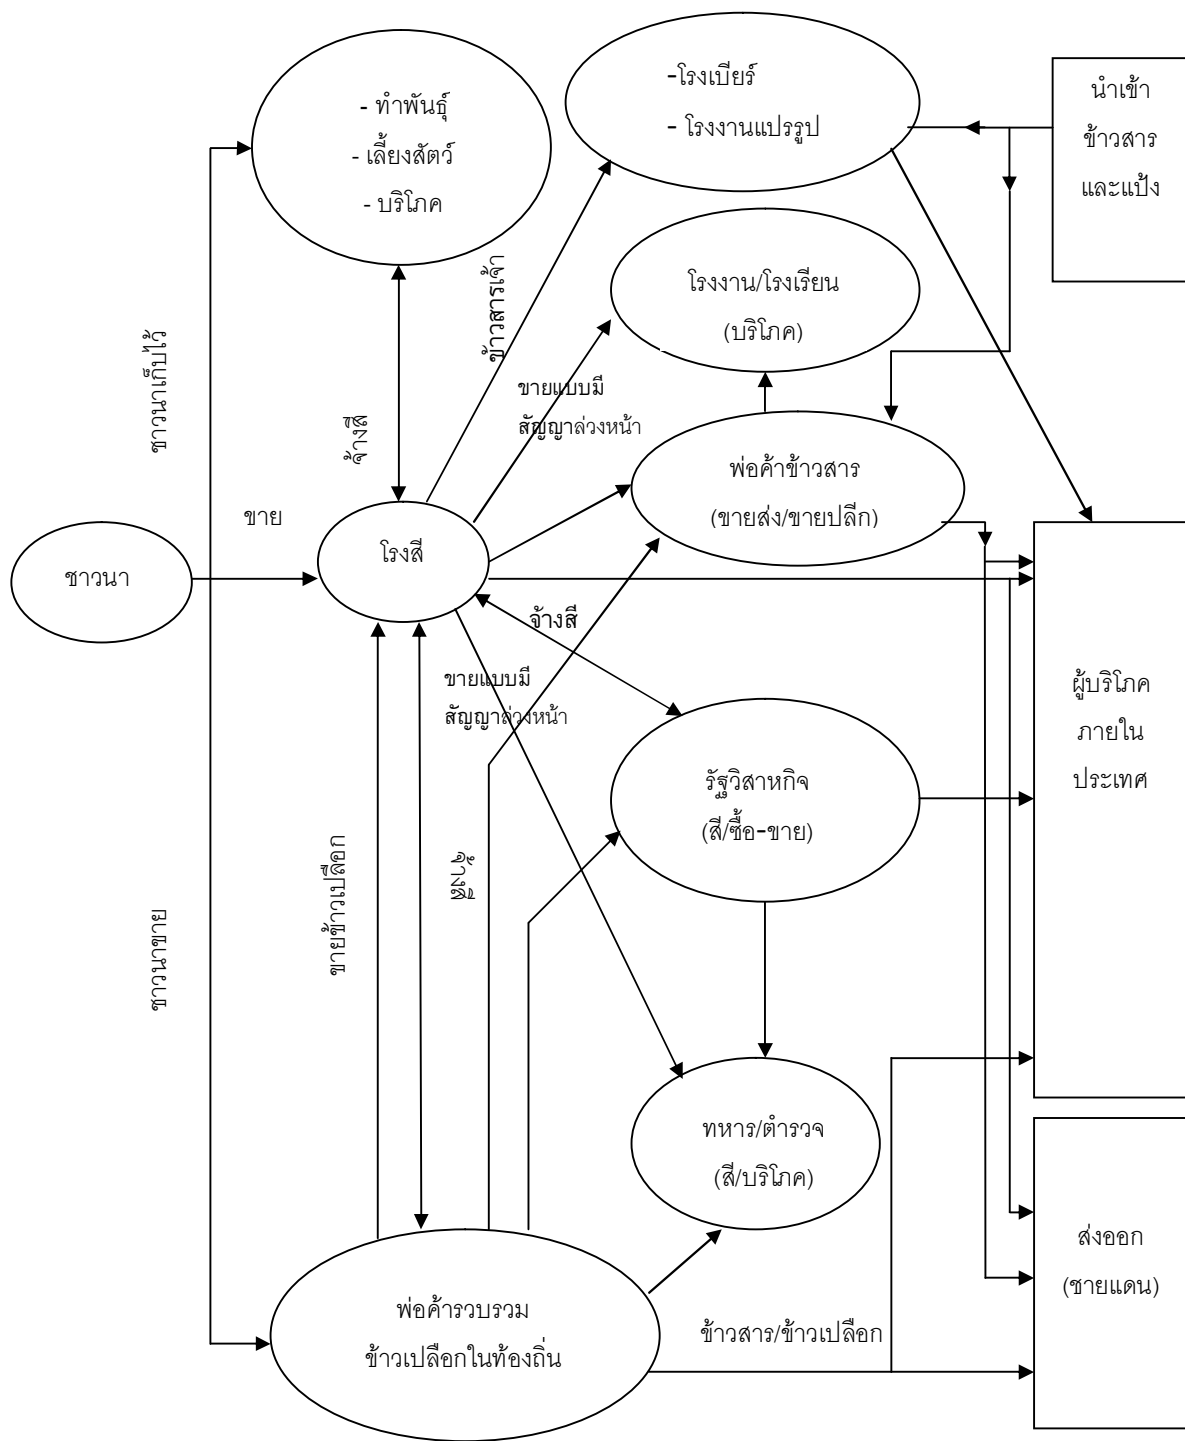 - ทำพันธุ์
- เลี้ยงสัตว์
- บริโภค
-โรงเบียร์
- โรงงานแปรรูป
นำเข้า
ข้าวสาร
และแป้ง
โรงงาน/โรงเรียน
(บริโภค)
ข้าวสารเจ้า
ชาวนาเก็บไว้
จ้างสี
ขายแบบมี
สัญญาล่วงหน้า
พ่อค้าข้าวสาร
(ขายส่ง/ขายปลีก)
ขาย
โรงสี
ชาวนา
จ้างสี
ขายแบบมี
สัญญาล่วงหน้า
ผู้บริโภค
ภายใน
ประเทศ
รัฐวิสาหกิจ
(สี/ซื้อ-ขาย)
ขายข้าวเปลือก
จ้างสี
ชาวนาขาย
ทหาร/ตำรวจ
(สี/บริโภค)
ส่งออก
(ชายแดน)
พ่อค้ารวบรวม
ข้าวเปลือกในท้องถิ่น
ข้าวสาร/ข้าวเปลือก